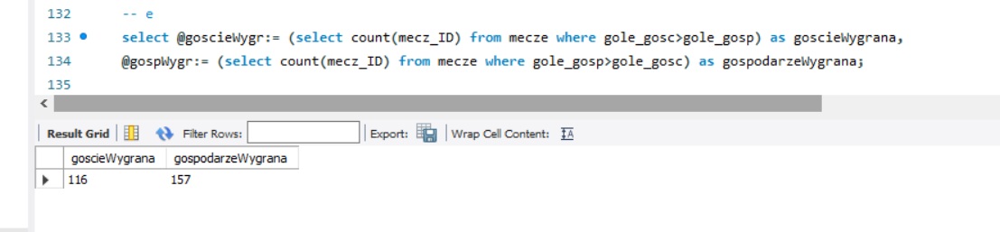 132 -- e
133 select @goscieWygr:= (select count(mecz_ID) from mecze where gole_gosc>gole_gosp) as goscieWygrana,
134 @gospWygr:= (select count(mecz_ID) from mecze where gole_gosp>gole_gosc) as gospodarzeWygrana;
135
Result Grid Filter Rows: Export: Wrap Cell Content: IA
goscieWygrana gospodarzeWygrana
116 157